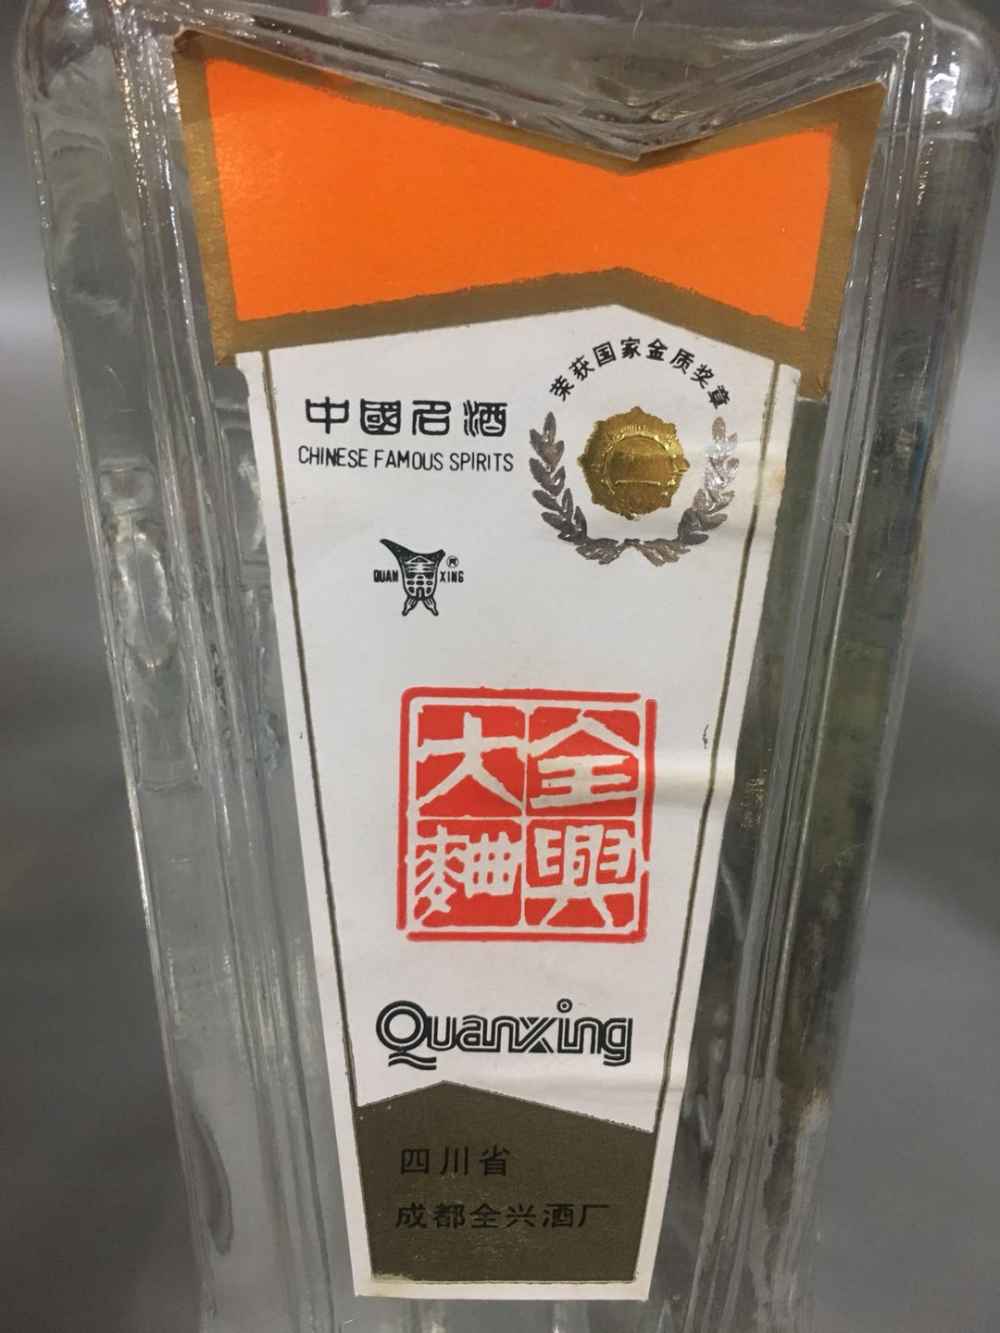 荣获国家金质奖章
中國名酒
CHINESE FAMOUS SPIRITS
QUAN XING ®
全興
大麯
Quanxing
四川省
成都全兴酒厂